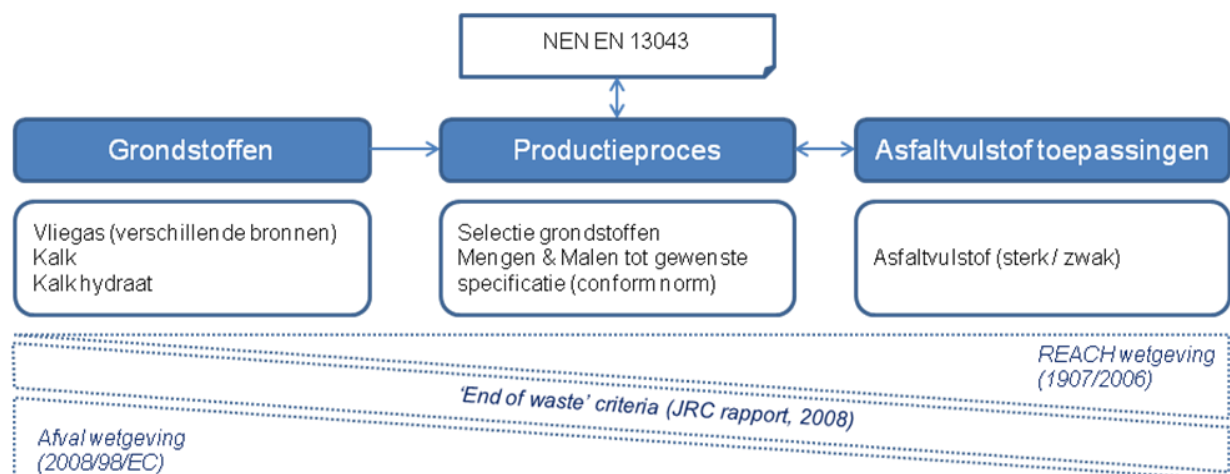 NEN EN 13043
Grondstoffen
Productieproces
Asfaltvulstof toepassingen
Vliegas (verschillende bronnen)
Kalk
Kalk hydraat
Selectie grondstoffen
Mengen & Malen tot gewenste
specificatie (conform norm)
Asfaltvulstof (sterk / zwak)
REACH wetgeving
(1907/2006)
'End of waste' criteria (JRC rapport, 2008)
Afval wetgeving
(2008/98/EC)